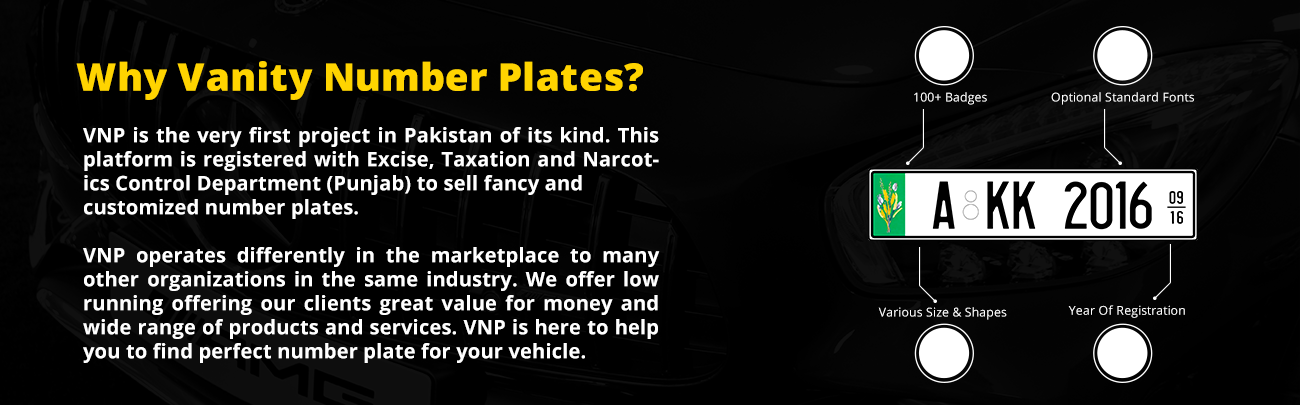 Why Vanity Number Plates?
VNP is the very first project in Pakistan of its kind. This
platform is registered with Excise, Taxation and Narcot-
ics Control Department (Punjab) to sell fancy and
customized number plates.
VNP operates differently in the marketplace to many
other organizations in the same industry. We offer low
running offering our clients great value for money and
wide range of products and services. VNP is here to help
you to find perfect number plate for your vehicle.
100+ Badges
Optional Standard Fonts
A KK 2016 09
16
Various Size & Shapes
Year Of Registration